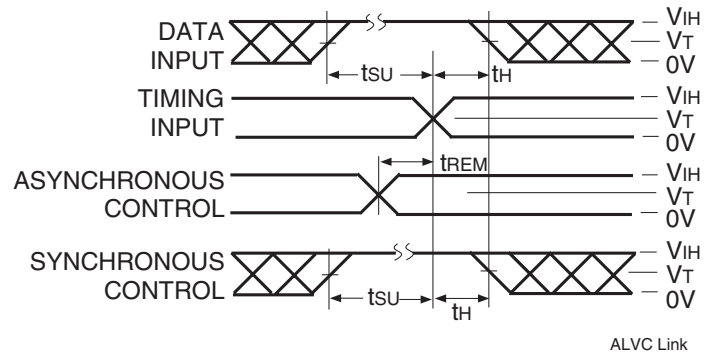 DATA
INPUT
tSU
tH
VIH
VT
0V
TIMING
INPUT
VIH
VT
0V
tREM
ASYNCHRONOUS
CONTROL
VIH
VT
0V
SYNCHRONOUS
CONTROL
tSU
tH
VIH
VT
0V
ALVC Link